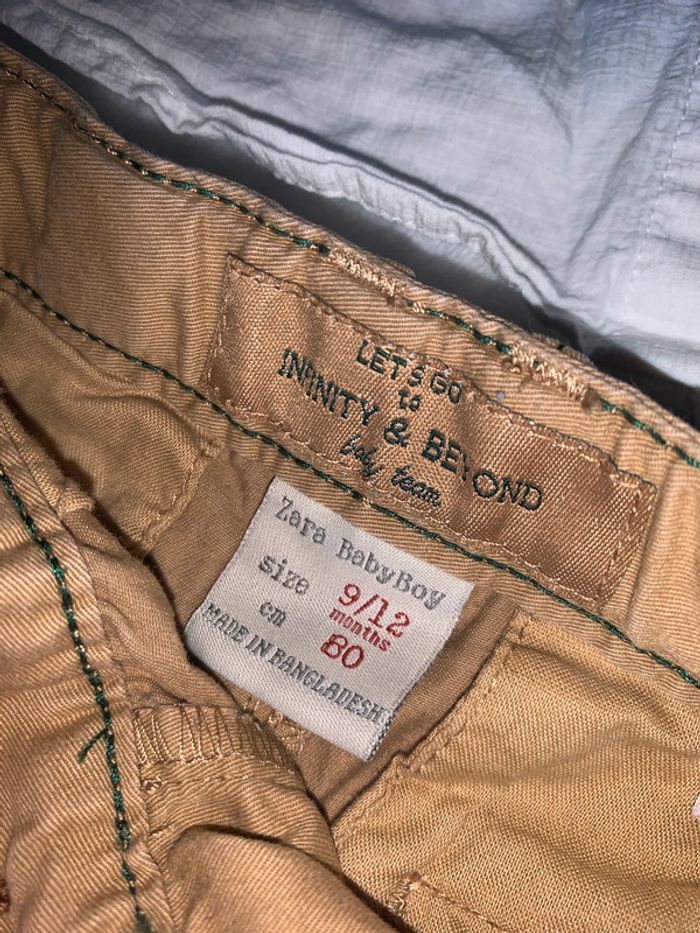 LET'S GO
to
INFINITY & BEYOND
baby team
Zara BabyBoy
size 9/12
months
cm 80
MADE IN BANGLADESH